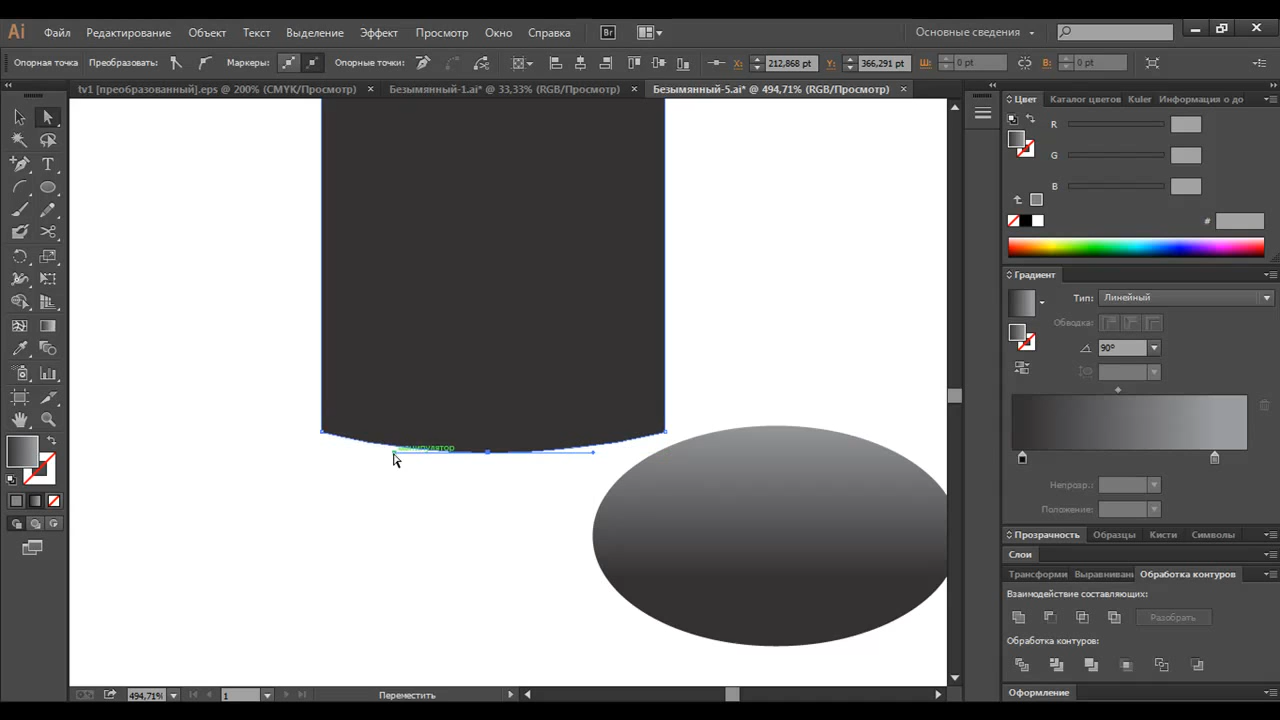 Ai Файл Редактирование Объект Текст Выделение Эффект Просмотр Окно Справка Br Основные сведения
Опорная точка Преобразовать: Маркеры: Опорные точки: X: 212,868 pt Y: 366,291 pt Ш: 0 pt В: 0 pt
tv1 [преобразованный].eps @ 200% (CMYK/Просмотр) × Безымянный-1.ai* @ 33,33% (RGB/Просмотр) × Безымянный-5.ai* @ 494,71% (RGB/Просмотр) ×
Цвет Каталог цветов Kuler Информация о до
R
G
B
#
Градиент
Тип: Линейный
Обводка:
90°
Непрозр.:
Положение:
Прозрачность Образцы Кисти Символы
Слои
Трансформи Выравниван Обработка контуров
Взаимодействие составляющих:
Разобрать
Обработка контуров:
Оформление
494,71% 1 Переместить